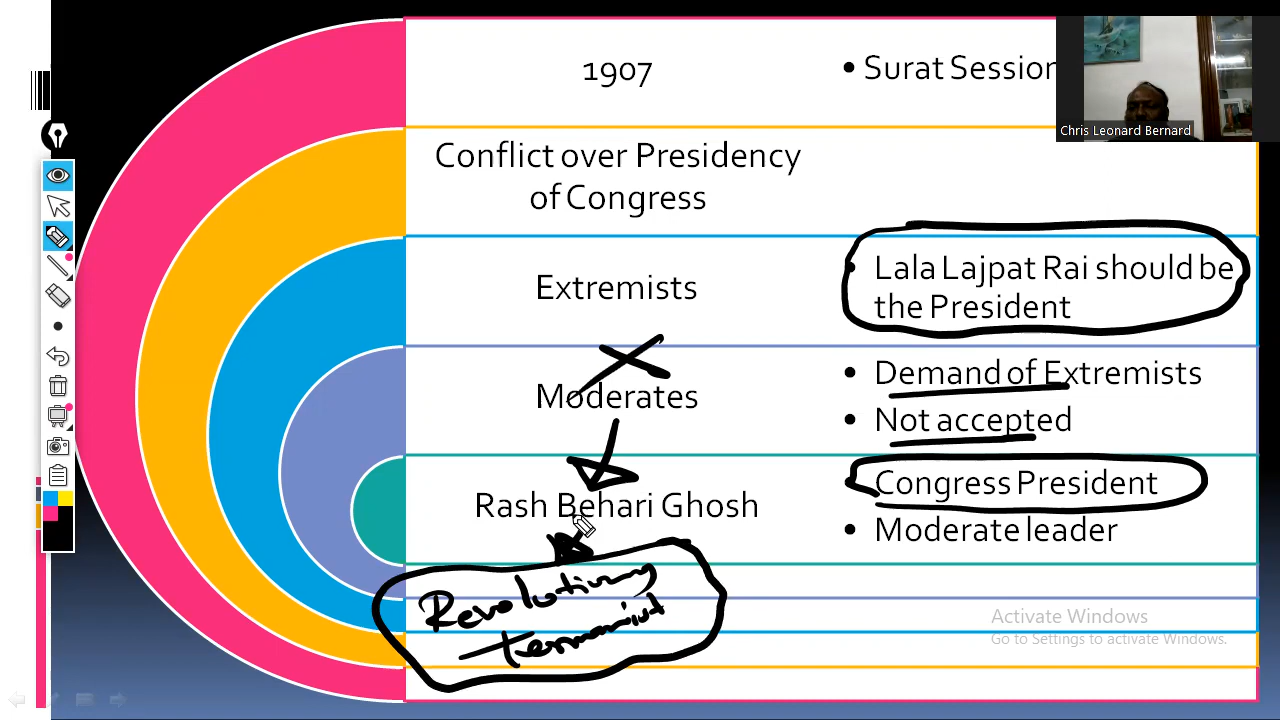 1907
• Surat Session
Chris Leonard Bernard
Conflict over Presidency
of Congress
Extremists
• Lala Lajpat Rai should be
the President
Moderates
• Demand of Extremists
• Not accepted
Rash Behari Ghosh
• Congress President
• Moderate leader
Activate Windows
Go to Settings to activate Windows.